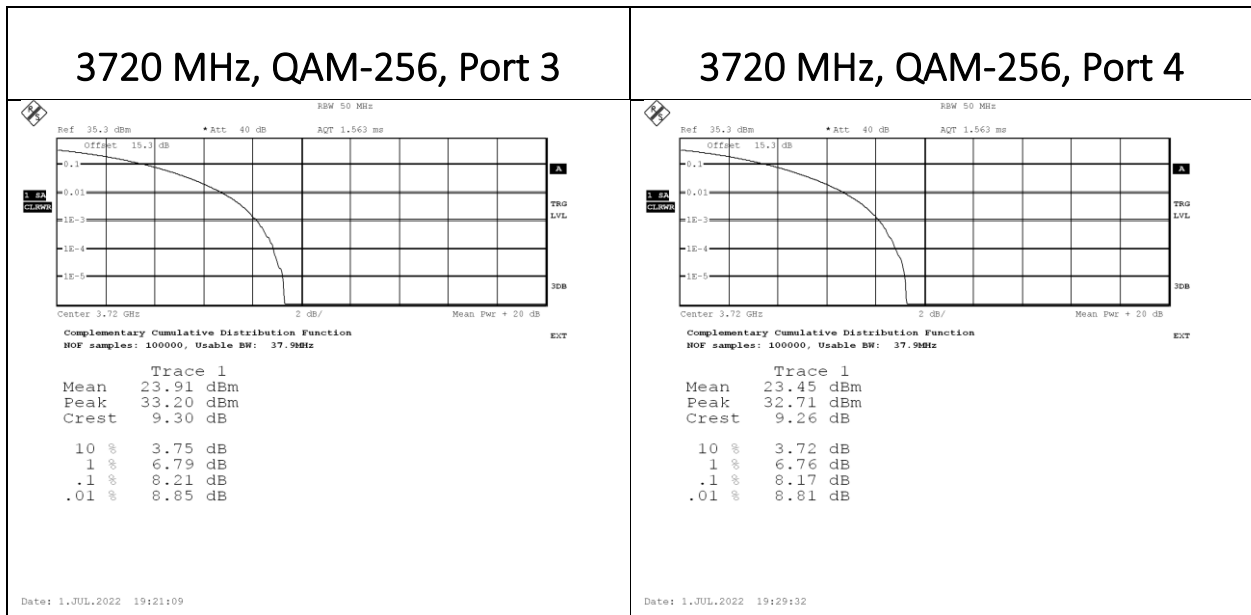 3720 MHz, QAM-256, Port 3
RBW 50 MHz
Ref 35.3 dBm * Att 40 dB AQT 1.563 ms
Offset 15.3 dB
0.1
A
1 SA
CLRWR
0.01
TRG
LVL
1E-3
1E-4
1E-5
3DB
Center 3.72 GHz 2 dB/ Mean Pwr + 20 dB
Complementary Cumulative Distribution Function
NOF samples: 100000, Usable BW: 37.9MHz
EXT
Trace 1
Mean 23.91 dBm
Peak 33.20 dBm
Crest 9.30 dB
10 % 3.75 dB
1 % 6.79 dB
.1 % 8.21 dB
.01 % 8.85 dB
Date: 1.JUL.2022 19:21:09
3720 MHz, QAM-256, Port 4
RBW 50 MHz
Ref 35.3 dBm * Att 40 dB AQT 1.563 ms
Offset 15.3 dB
0.1
A
1 SA
CLRWR
0.01
TRG
LVL
1E-3
1E-4
1E-5
3DB
Center 3.72 GHz 2 dB/ Mean Pwr + 20 dB
Complementary Cumulative Distribution Function
NOF samples: 100000, Usable BW: 37.9MHz
EXT
Trace 1
Mean 23.45 dBm
Peak 32.71 dBm
Crest 9.26 dB
10 % 3.72 dB
1 % 6.76 dB
.1 % 8.17 dB
.01 % 8.81 dB
Date: 1.JUL.2022 19:29:32